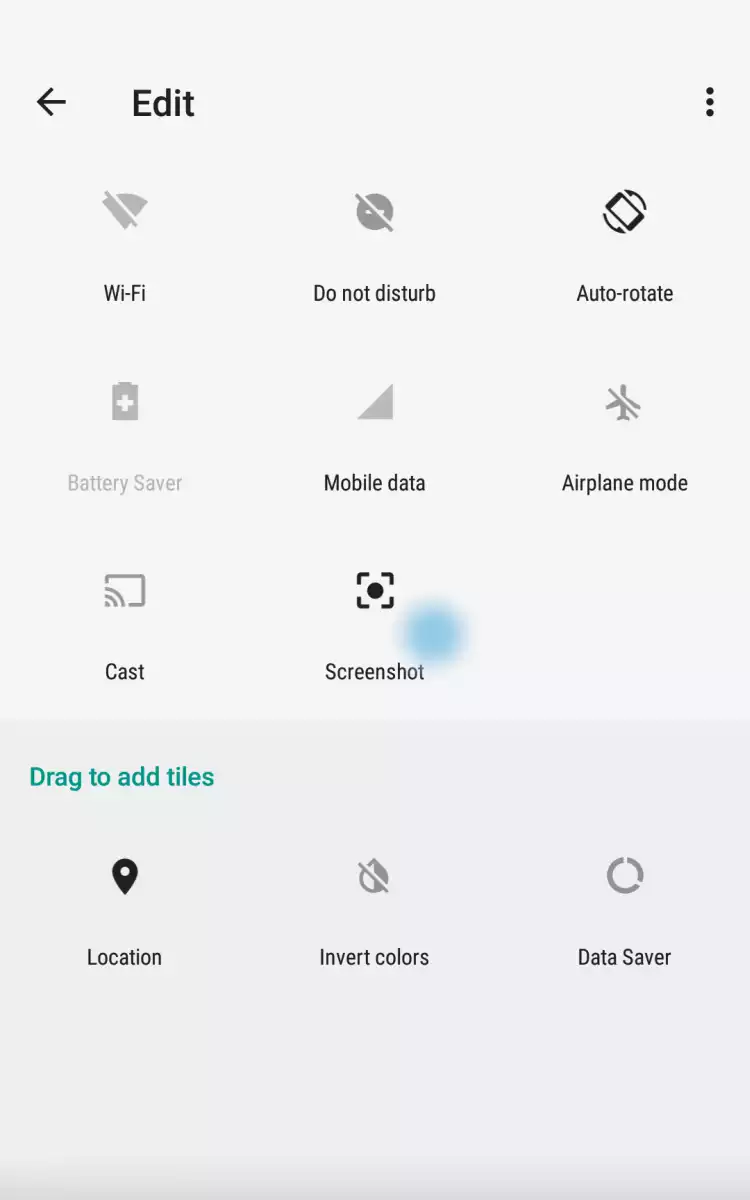 Edit
Wi-Fi
Do not disturb
Auto-rotate
Battery Saver
Mobile data
Airplane mode
Cast
Screenshot
Drag to add tiles
Location
Invert colors
Data Saver